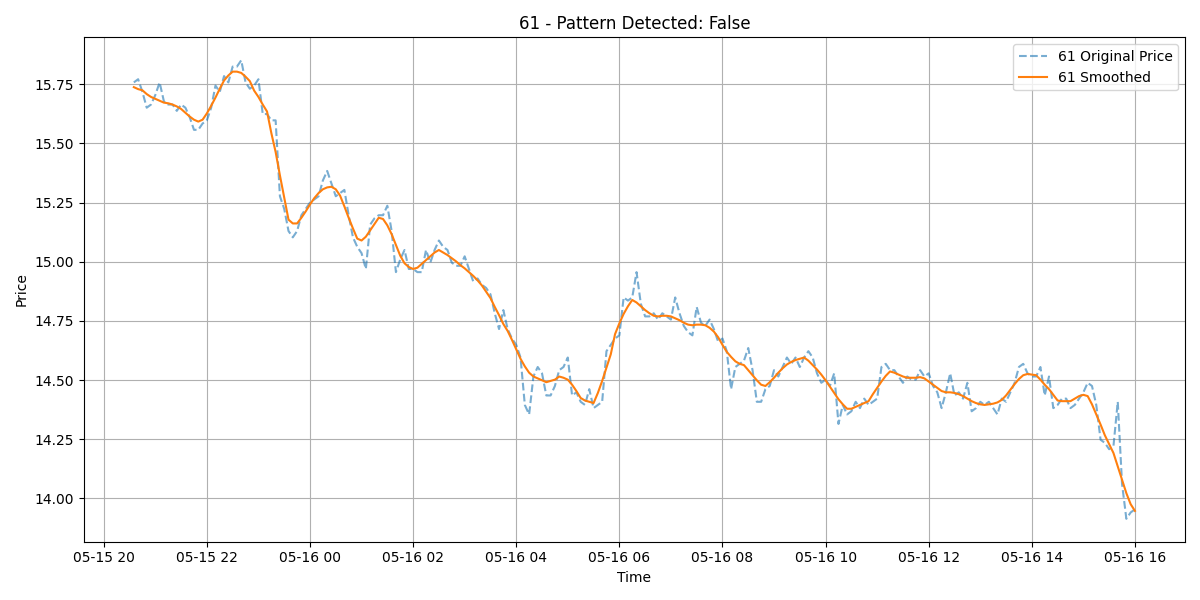 61 - Pattern Detected: False
61 Original Price
61 Smoothed
Price
15.75
15.50
15.25
15.00
14.75
14.50
14.25
14.00
05-15 20 05-15 22 05-16 00 05-16 02 05-16 04 05-16 06 05-16 08 05-16 10 05-16 12 05-16 14 05-16 16
Time